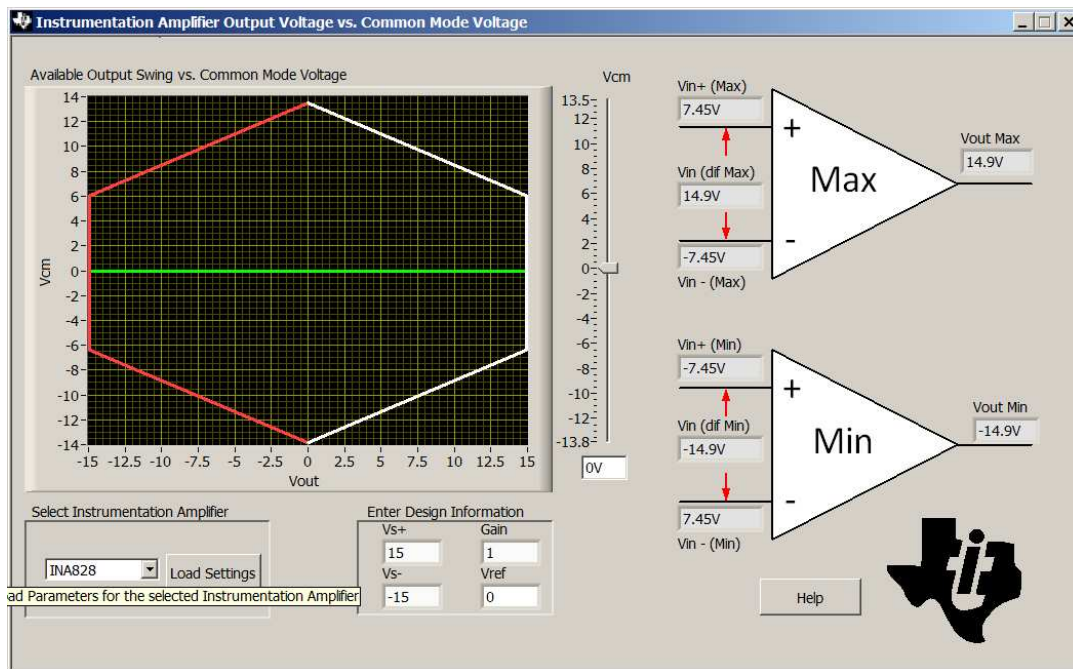 Instrumentation Amplifier Output Voltage vs. Common Mode Voltage
Available Output Swing vs. Common Mode Voltage
14
12
10
8
6
4
2
0
-2
-4
-6
-8
-10
-12
-14
Vcm
-15 -12.5 -10 -7.5 -5 -2.5 0 2.5 5 7.5 10 12.5 15
Vout
Vcm
13.5
12
10
8
6
4
2
0
-2
-4
-6
-8
-10
-12
-13.8
0V
Vin+ (Max)
7.45V
Vin (dif Max)
14.9V
-7.45V
Vin - (Max)
+
Max
-
Vout Max
14.9V
Vin+ (Min)
-7.45V
Vin (dif Min)
-14.9V
7.45V
Vin - (Min)
+
Min
-
Vout Min
-14.9V
Select Instrumentation Amplifier
INA828
Load Settings
oad Parameters for the selected Instrumentation Amplifier
Enter Design Information
Vs+ Gain
15 1
Vs- Vref
-15 0
Help